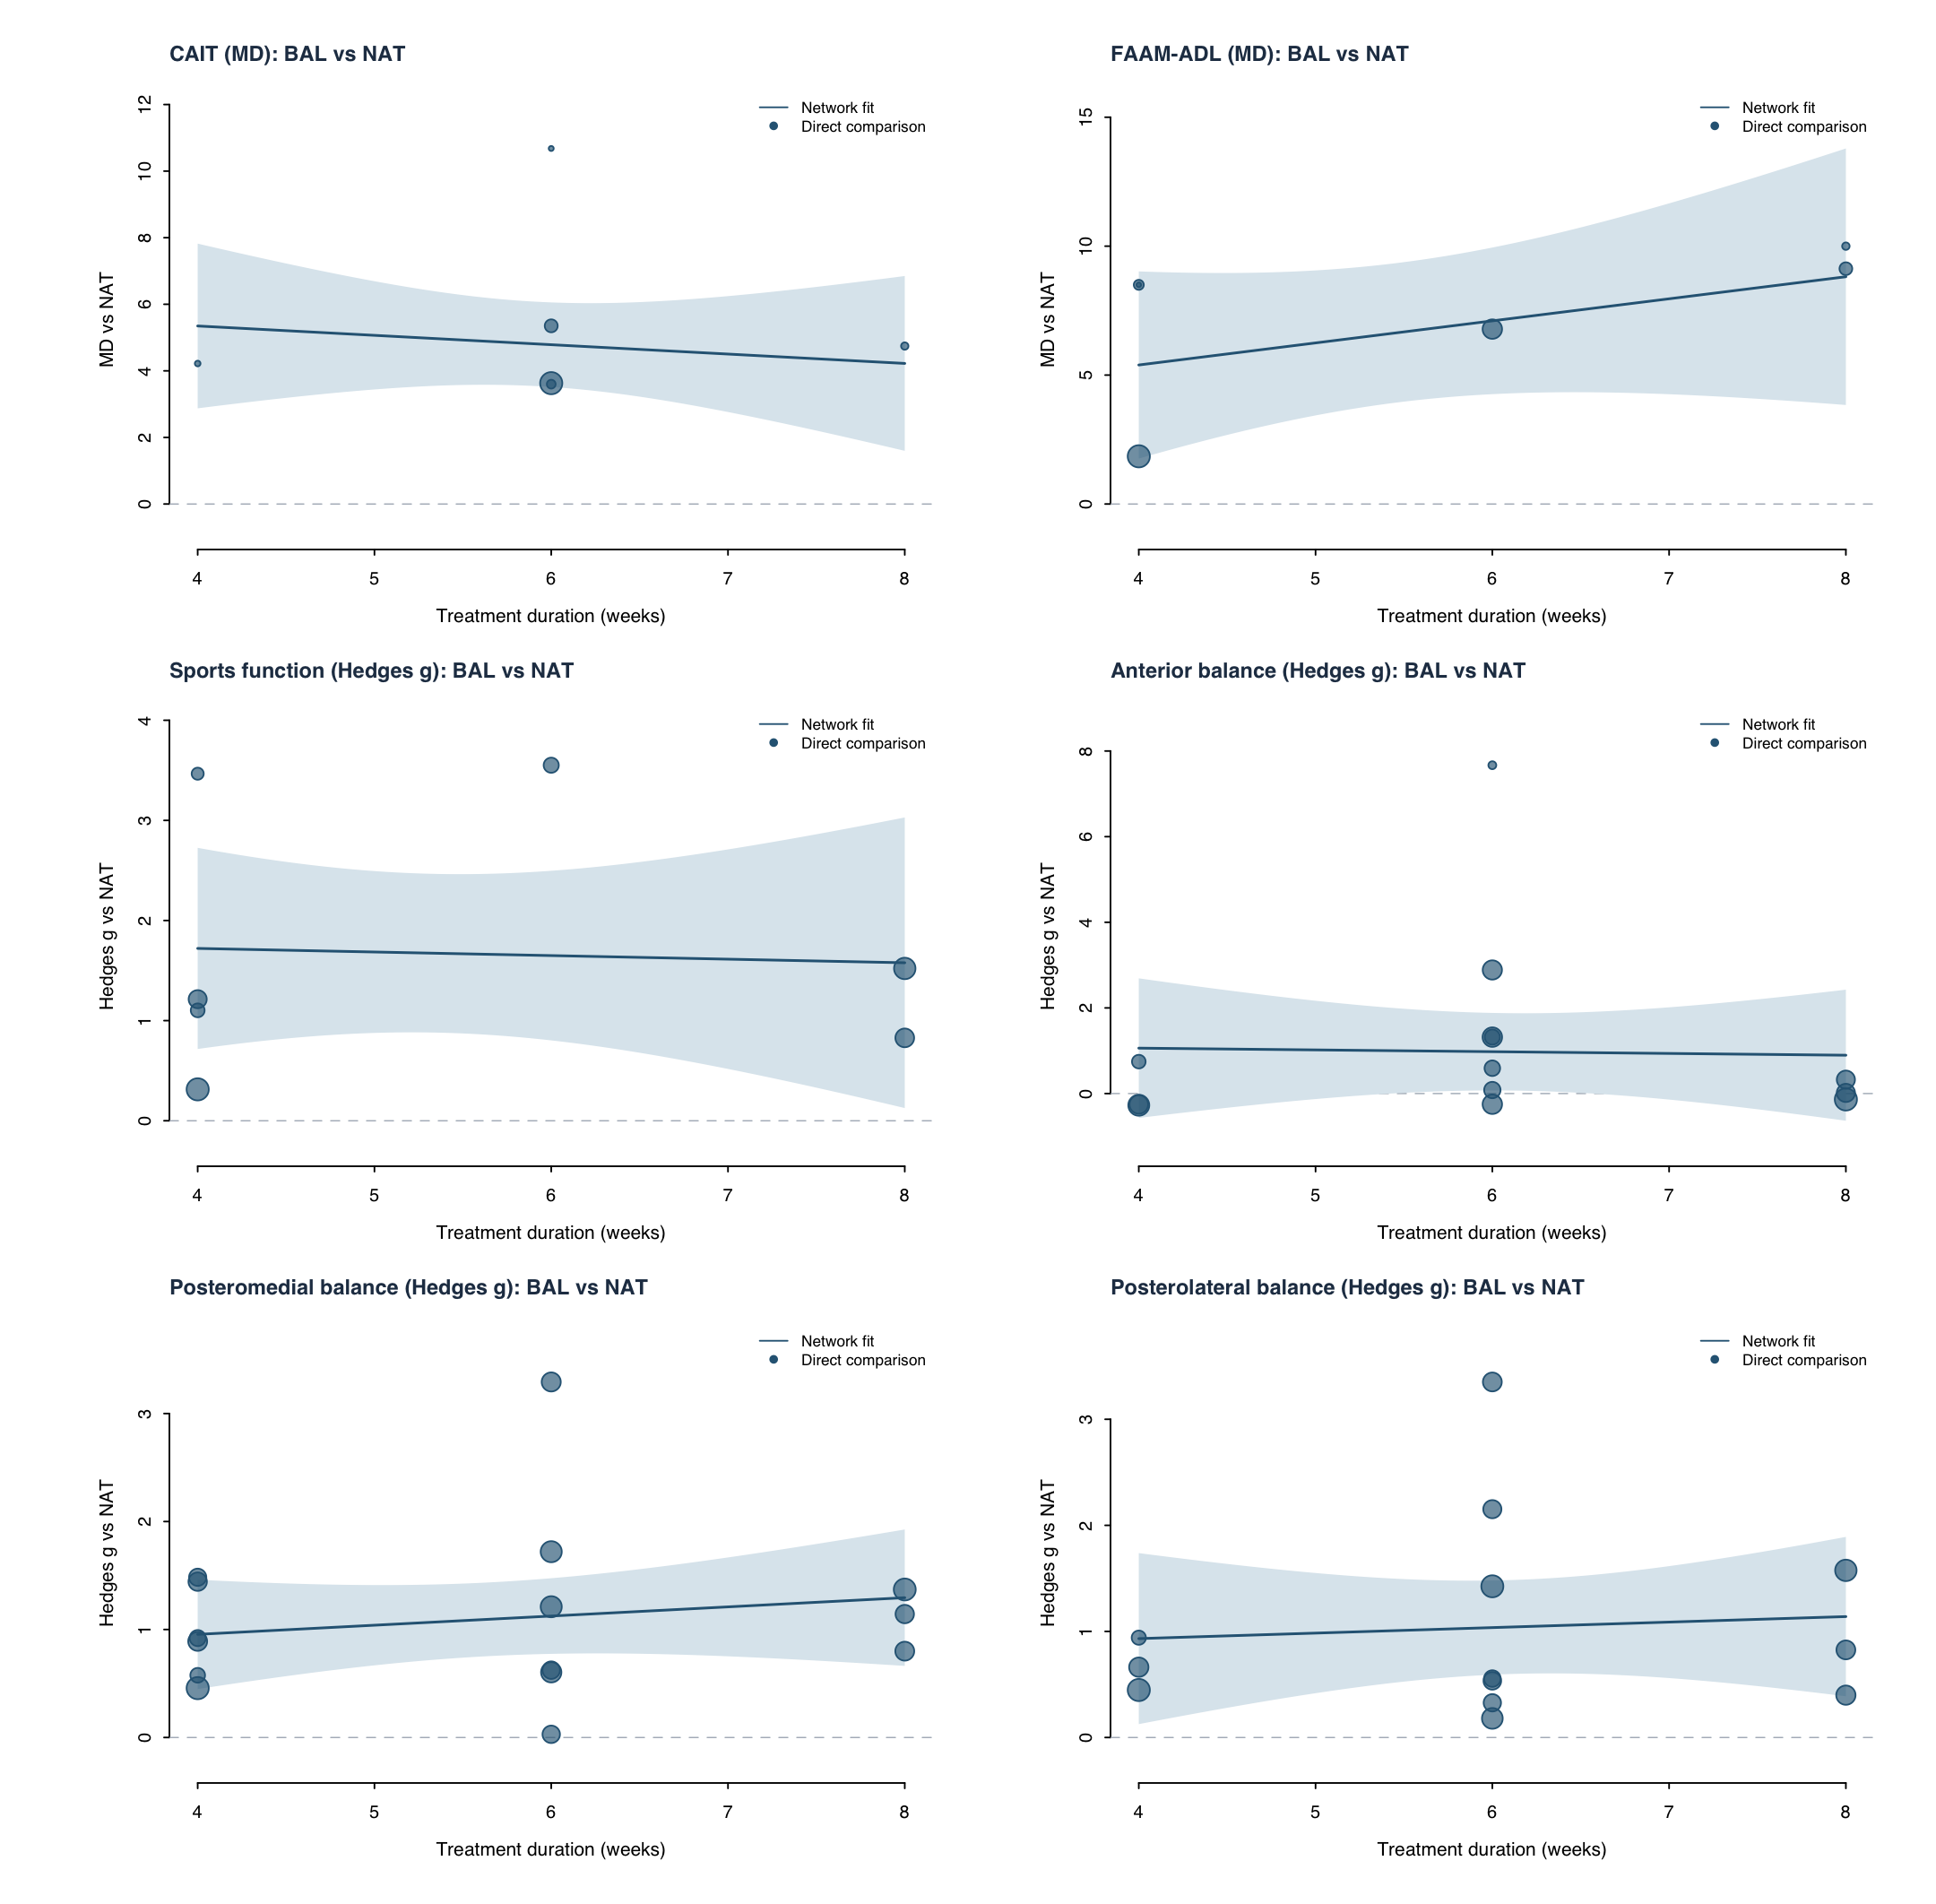 CAIT (MD): BAL vs NAT
Network fit
Direct comparison
MD vs NAT
12
10
8
6
4
2
0
4 5 6 7 8
Treatment duration (weeks)
FAAM-ADL (MD): BAL vs NAT
Network fit
Direct comparison
MD vs NAT
15
10
5
0
4 5 6 7 8
Treatment duration (weeks)
Sports function (Hedges g): BAL vs NAT
Network fit
Direct comparison
Hedges g vs NAT
4
3
2
1
0
4 5 6 7 8
Treatment duration (weeks)
Anterior balance (Hedges g): BAL vs NAT
Network fit
Direct comparison
Hedges g vs NAT
8
6
4
2
0
4 5 6 7 8
Treatment duration (weeks)
Posteromedial balance (Hedges g): BAL vs NAT
Network fit
Direct comparison
Hedges g vs NAT
3
2
1
0
4 5 6 7 8
Treatment duration (weeks)
Posterolateral balance (Hedges g): BAL vs NAT
Network fit
Direct comparison
Hedges g vs NAT
3
2
1
0
4 5 6 7 8
Treatment duration (weeks)